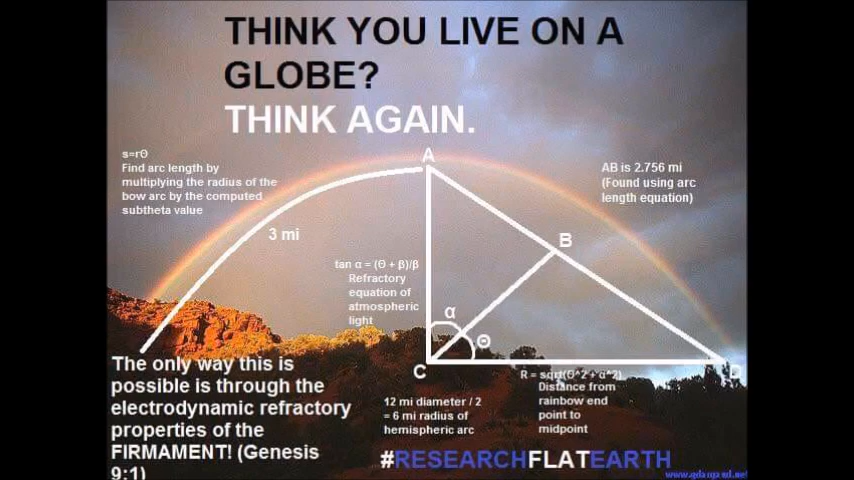 THINK YOU LIVE ON A
GLOBE?
THINK AGAIN.
s=rΘ
Find arc length by
multiplying the radius of the
bow arc by the computed
subtheta value
A
AB is 2.756 mi
(Found using arc
length equation)
3 mi
B
tan α = (Θ + β)/β
Refractory
equation of
atmospheric
light
α
Θ
The only way this is
possible is through the
electrodynamic refractory
properties of the
FIRMAMENT! (Genesis
9:1)
C
D
12 mi diameter / 2
= 6 mi radius of
hemispheric arc
R = sqrt(Θ^2 + α^2)
Distance from
rainbow end
point to
midpoint
#RESEARCHFLATEARTH